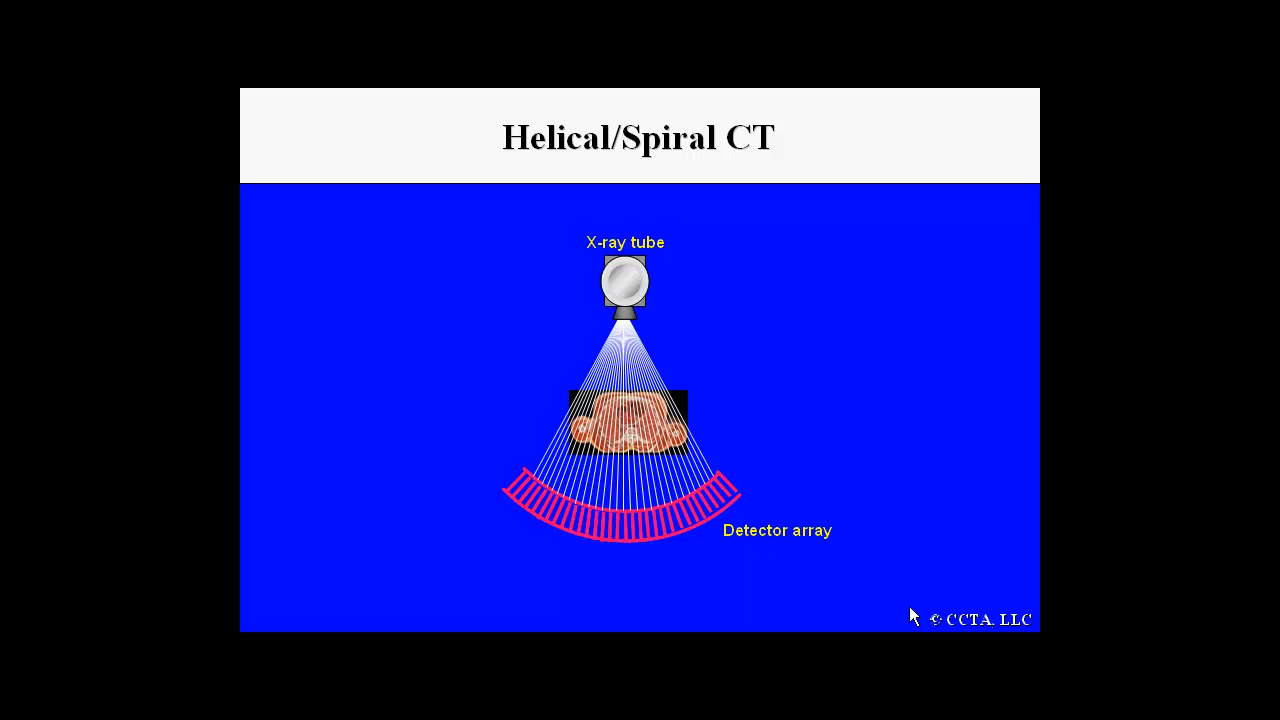 Helical/Spiral CT
X-ray tube
Detector array
© CCTA, LLC